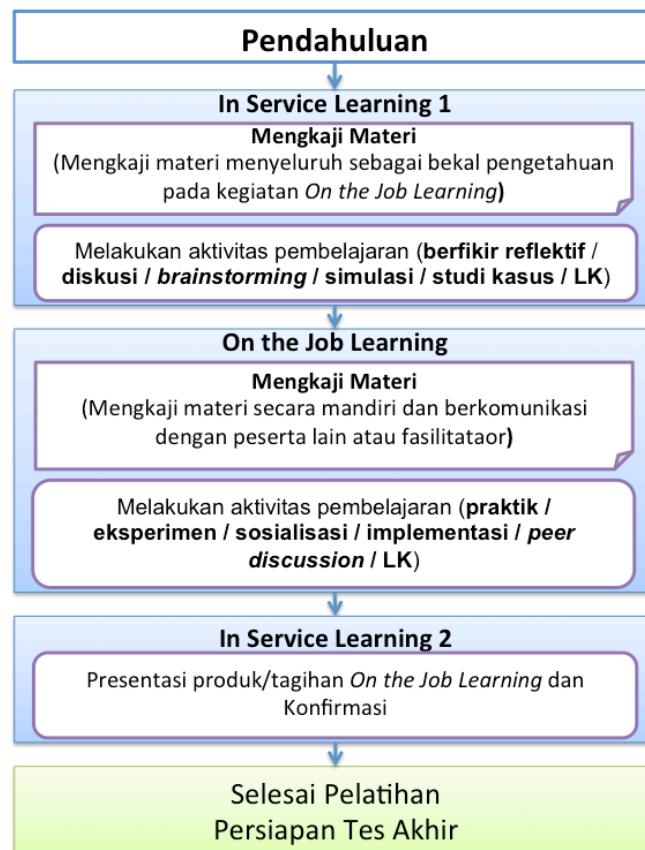 Pendahuluan
In Service Learning 1
Mengkaji Materi
(Mengkaji materi menyeluruh sebagai bekal pengetahuan
pada kegiatan On the Job Learning)
Melakukan aktivitas pembelajaran (berfikir reflektif /
diskusi / brainstorming / simulasi / studi kasus / LK)
On the Job Learning
Mengkaji Materi
(Mengkaji materi secara mandiri dan berkomunikasi
dengan peserta lain atau fasilitataor)
Melakukan aktivitas pembelajaran (praktik /
eksperimen / sosialisasi / implementasi / peer
discussion / LK)
In Service Learning 2
Presentasi produk/tagihan On the Job Learning dan
Konfirmasi
Selesai Pelatihan
Persiapan Tes Akhir